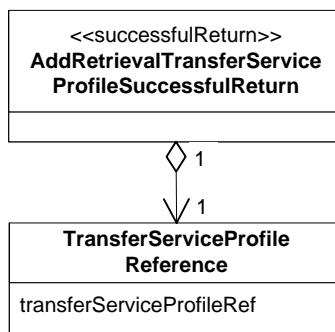 <<successfulReturn>>
AddRetrievalTransferService
ProfileSuccessfulReturn
1
1
TransferServiceProfile
Reference
transferServiceProfileRef